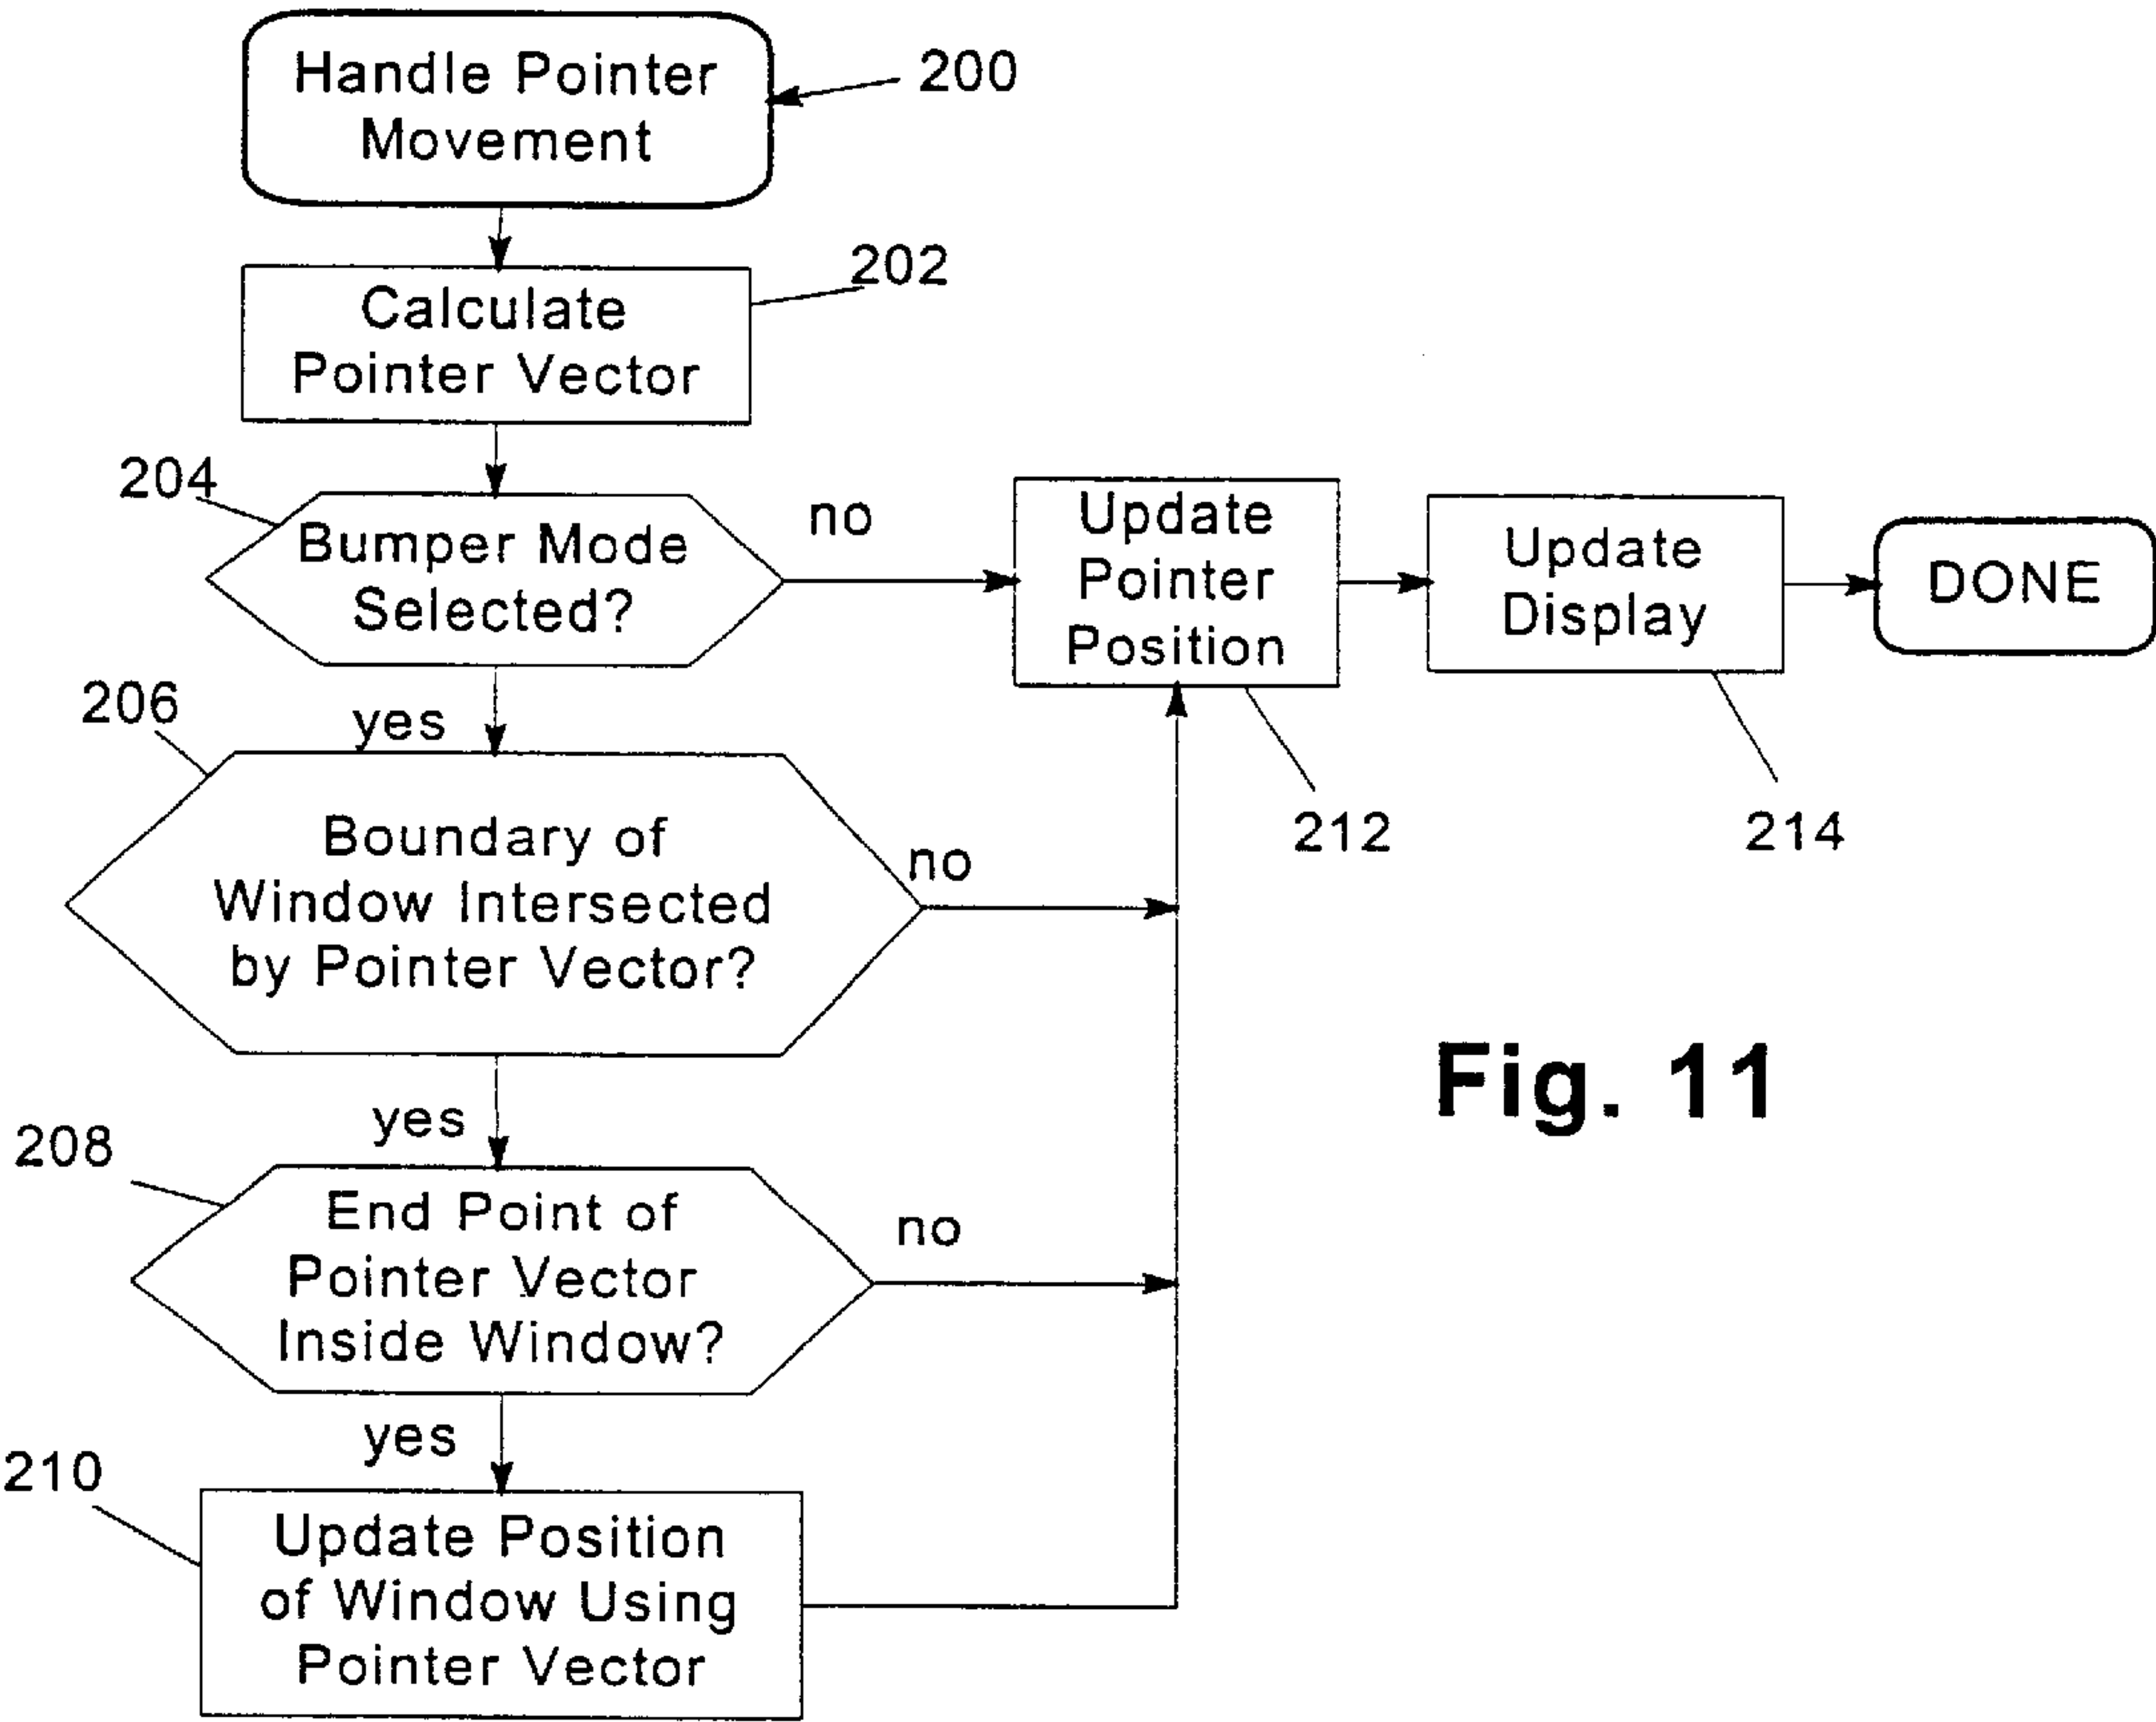 Handle Pointer
Movement
200
Calculate
Pointer Vector
202
204
Bumper Mode
Selected?
no
Update
Pointer
Position
Update
Display
DONE
yes
206
Boundary of
Window Intersected
by Pointer Vector?
no
212
214
Fig. 11
yes
208
End Point of
Pointer Vector
Inside Window?
no
yes
210
Update Position
of Window Using
Pointer Vector